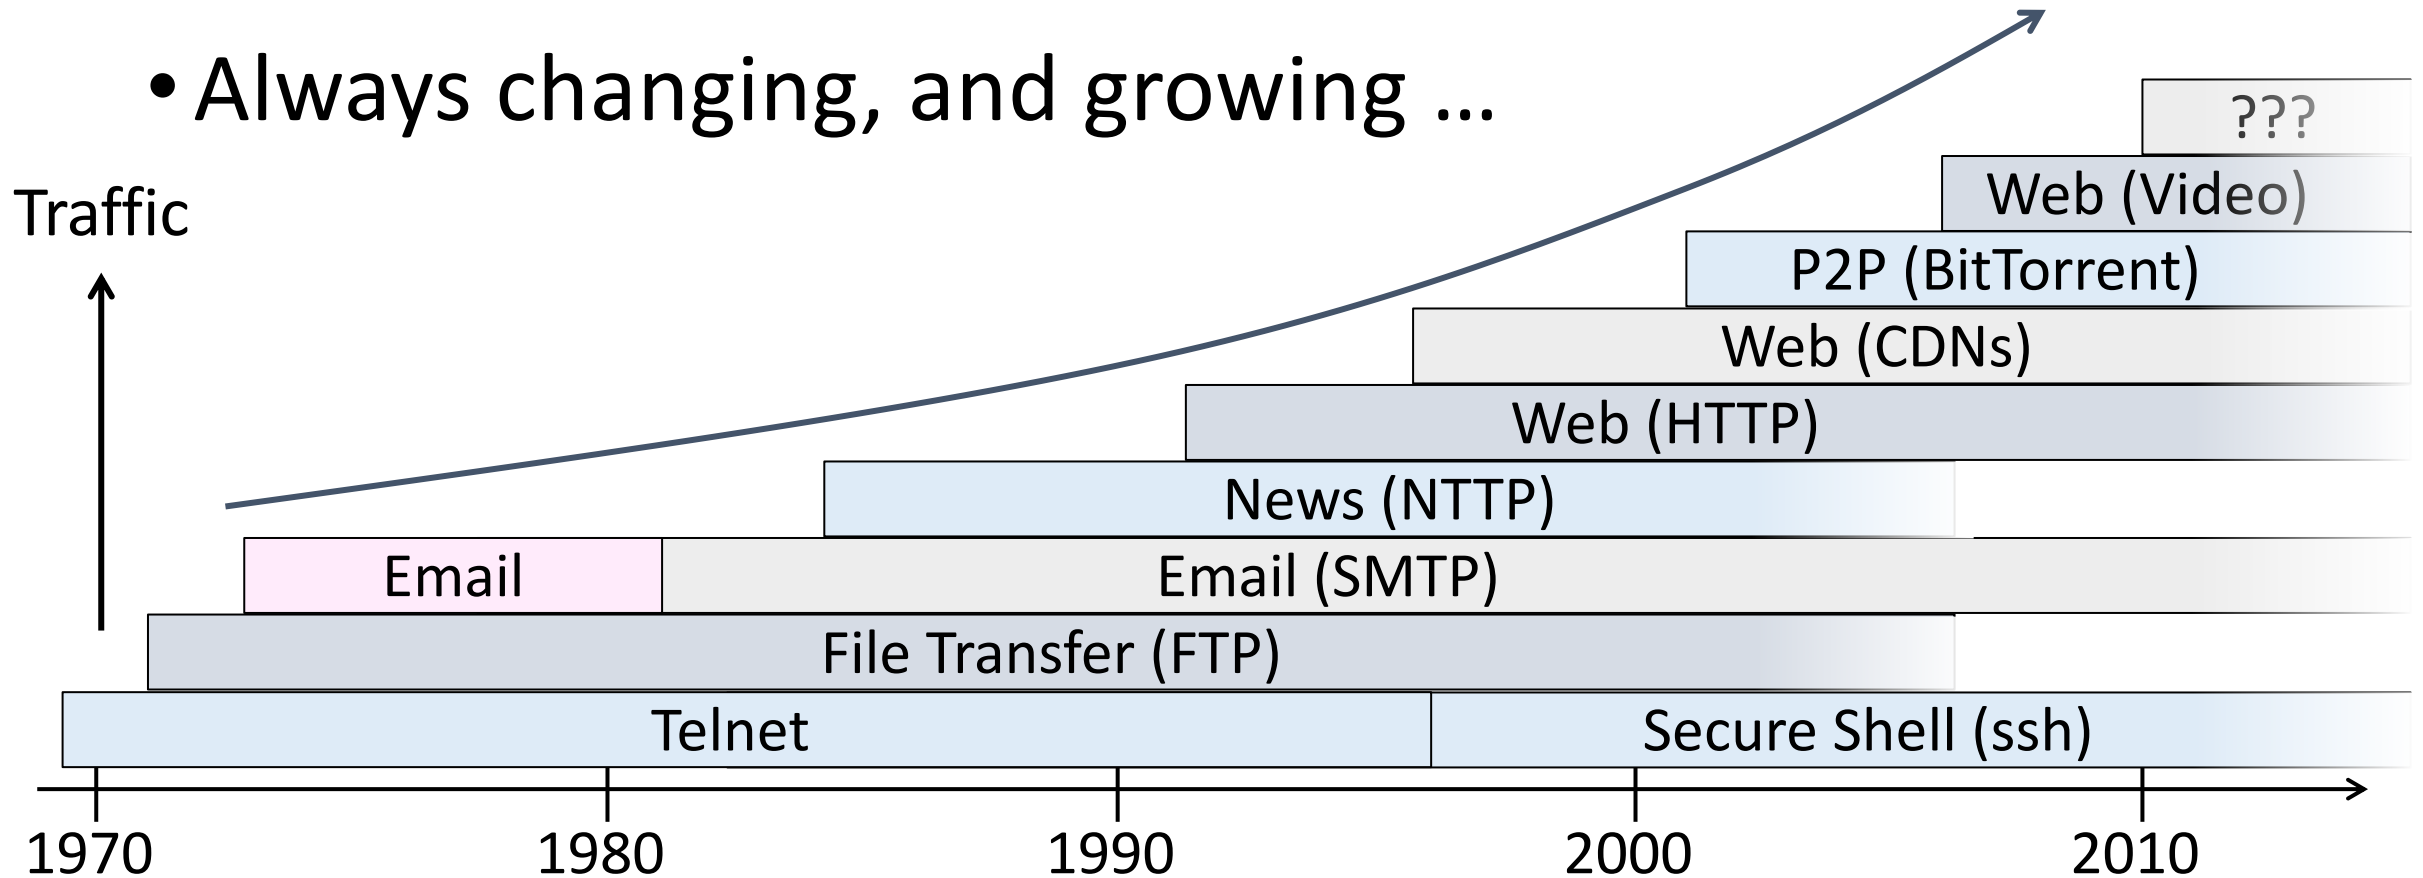 • Always changing, and growing …
Traffic
???
Web (Video)
P2P (BitTorrent)
Web (CDNs)
Web (HTTP)
News (NTTP)
Email Email (SMTP)
File Transfer (FTP)
Telnet Secure Shell (ssh)
1970 1980 1990 2000 2010